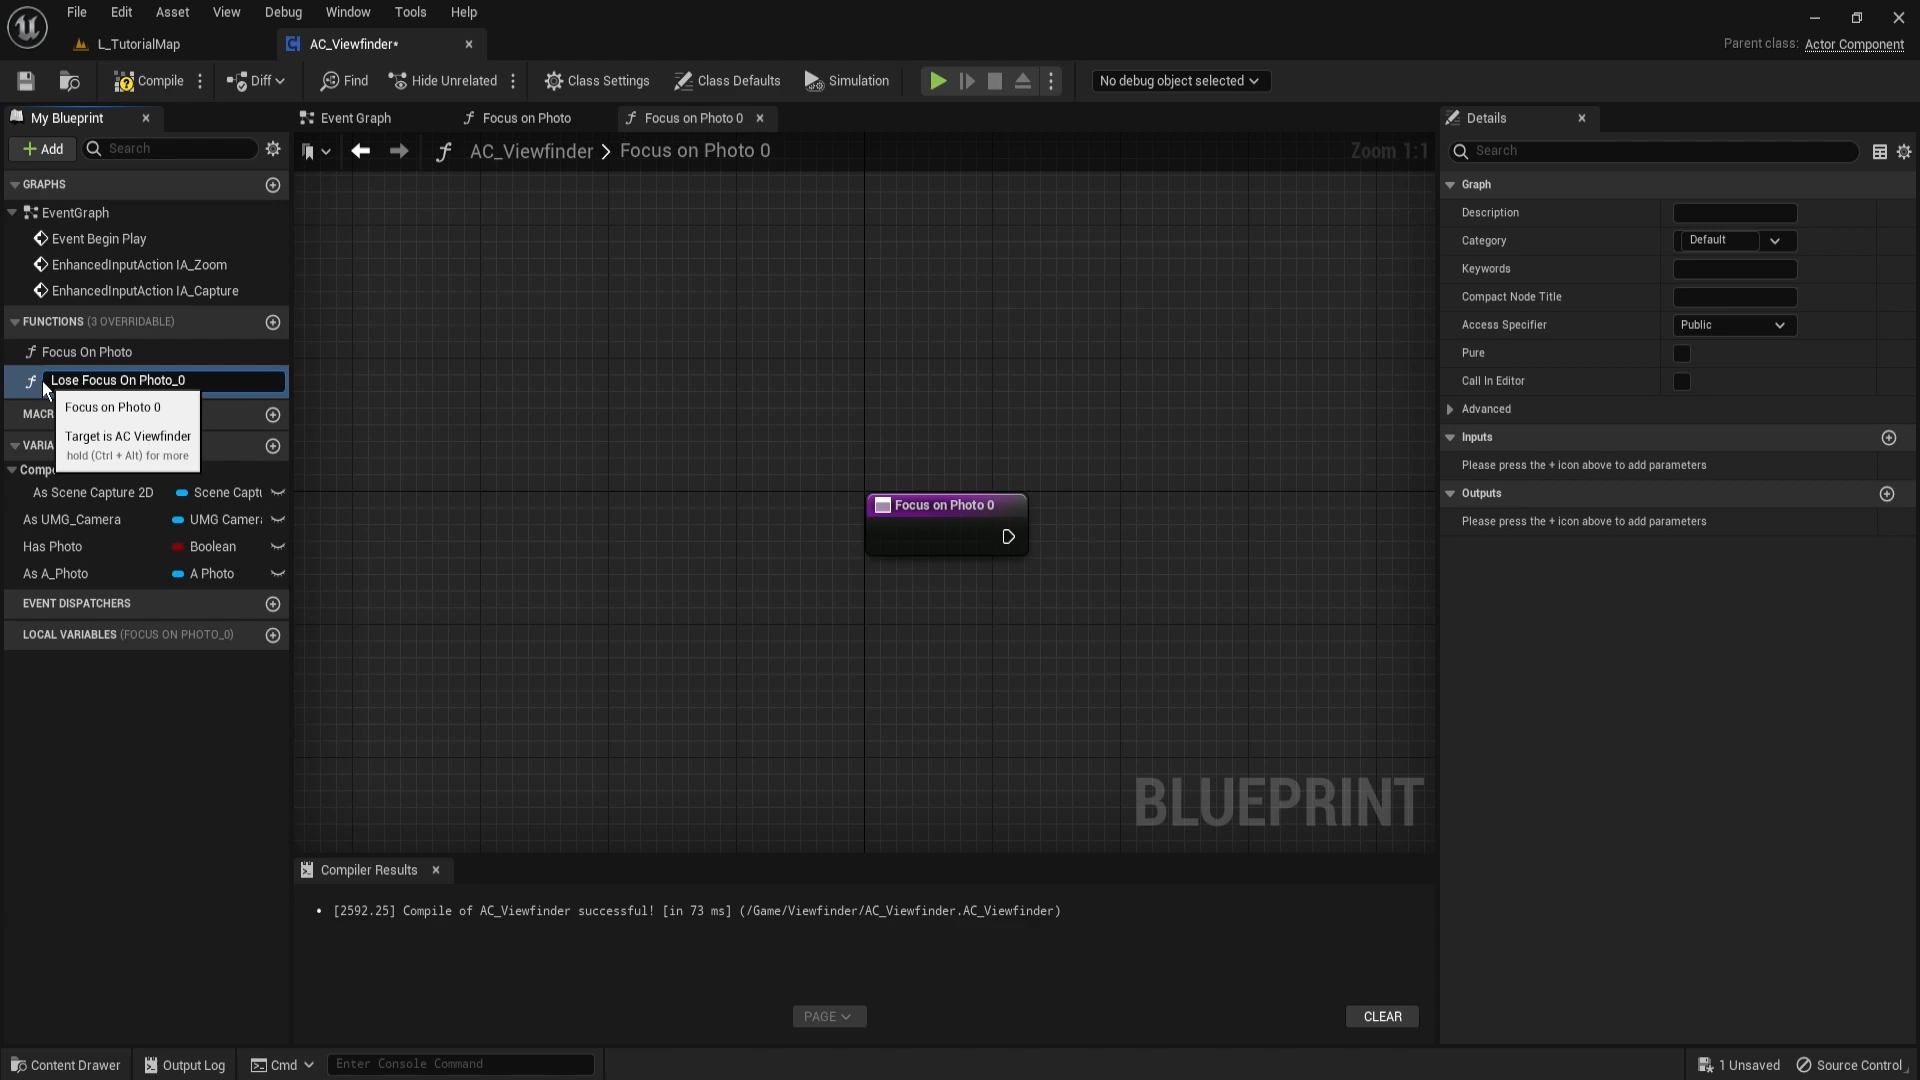 File Edit Asset View Debug Window Tools Help
L_TutorialMap
AC_Viewfinder*
Parent class: Actor Component
Compile
Diff
Find
Hide Unrelated
Class Settings
Class Defaults
Simulation
No debug object selected
My Blueprint
Event Graph
Focus on Photo
Focus on Photo 0
Details
Add
Search
AC_Viewfinder > Focus on Photo 0
Zoom 1:1
Search
GRAPHS
EventGraph
Event Begin Play
EnhancedInputAction IA_Zoom
EnhancedInputAction IA_Capture
FUNCTIONS (3 OVERRIDABLE)
Focus On Photo
Lose Focus On Photo_0
Focus on Photo 0
Target is AC Viewfinder
hold (Ctrl + Alt) for more
MACR
VARIA
Compo
As Scene Capture 2D Scene Captu
As UMG_Camera UMG Camer
Has Photo Boolean
As A_Photo A Photo
EVENT DISPATCHERS
LOCAL VARIABLES (FOCUS ON PHOTO_0)
Focus on Photo 0
BLUEPRINT
Graph
Description
Category Default
Keywords
Compact Node Title
Access Specifier Public
Pure
Call In Editor
Advanced
Inputs
Please press the + icon above to add parameters
Outputs
Please press the + icon above to add parameters
Compiler Results
[2592.25] Compile of AC_Viewfinder successful! [in 73 ms] (/Game/Viewfinder/AC_Viewfinder.AC_Viewfinder)
PAGE
CLEAR
Content Drawer
Output Log
Cmd
Enter Console Command
1 Unsaved
Source Control